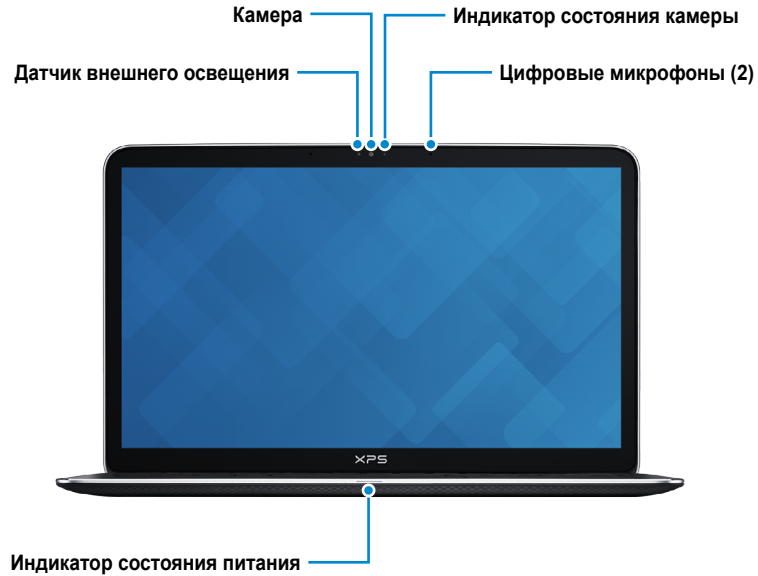 Камера
Индикатор состояния камеры
Датчик внешнего освещения
Цифровые микрофоны (2)
XPS
Индикатор состояния питания